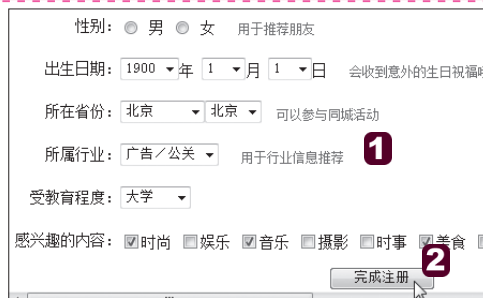 性别: 男 女 用于推荐朋友
出生日期: 1900 年 1 月 1 日 会收到意外的生日祝福
所在省份: 北京 北京 可以参与同城活动
所属行业: 广告/公关 用于行业信息推荐 1
受教育程度: 大学
感兴趣的内容: 时尚 娱乐 音乐 摄影 时事 美食
2
完成注册